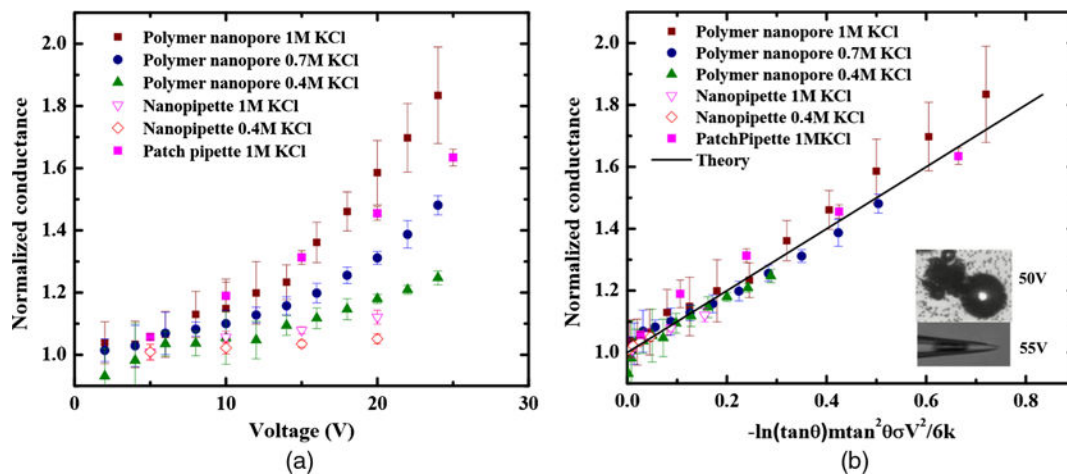 2.0
1.8
1.6
1.4
1.2
1.0
Normalized conductance
Polymer nanopore 1M KCl
Polymer nanopore 0.7M KCl
Polymer nanopore 0.4M KCl
Nanopipette 1M KCl
Nanopipette 0.4M KCl
Patch pipette 1M KCl
0 10 20 30
Voltage (V)
(a)
2.0
1.8
1.6
1.4
1.2
1.0
Normalized conductance
Polymer nanopore 1M KCl
Polymer nanopore 0.7M KCl
Polymer nanopore 0.4M KCl
Nanopipette 1M KCl
Nanopipette 0.4M KCl
PatchPipette 1MKCl
Theory
50V
55V
0.0 0.2 0.4 0.6 0.8
-ln(tanθ)mtan²θσV²/6k
(b)